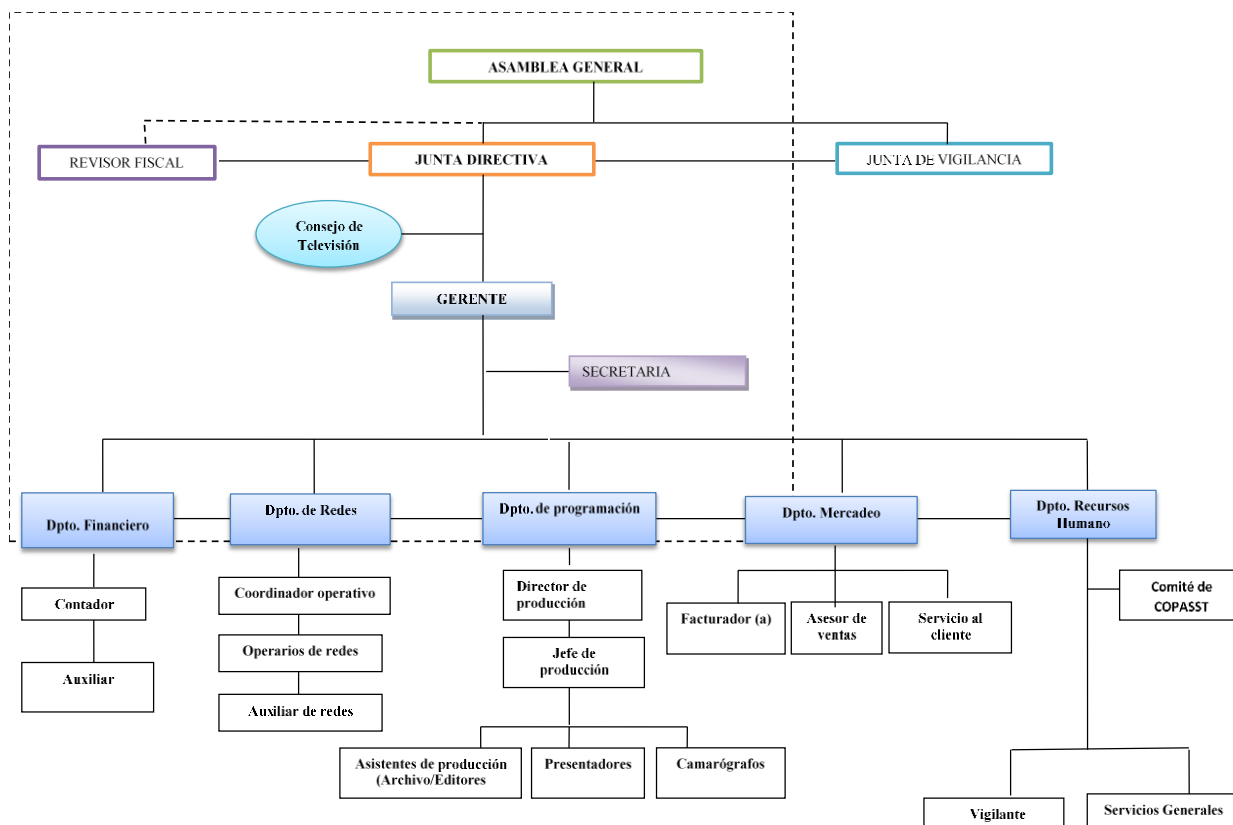 ASAMBLEA GENERAL
REVISOR FISCAL
JUNTA DIRECTIVA
JUNTA DE VIGILANCIA
Consejo de
Televisión
GERENTE
SECRETARIA
Dpto. Financiero
Dpto. de Redes
Dpto. de programación
Dpto. Mercadeo
Dpto. Recursos
Humano
Contador
Auxiliar
Coordinador operativo
Operarios de redes
Auxiliar de redes
Director de
producción
Jefe de
producción
Asistentes de producción
(Archivo/Editores
Presentadores
Camarógrafos
Facturador (a)
Asesor de
ventas
Servicio al
cliente
Comité de
COPASST
Vigilante
Servicios Generales